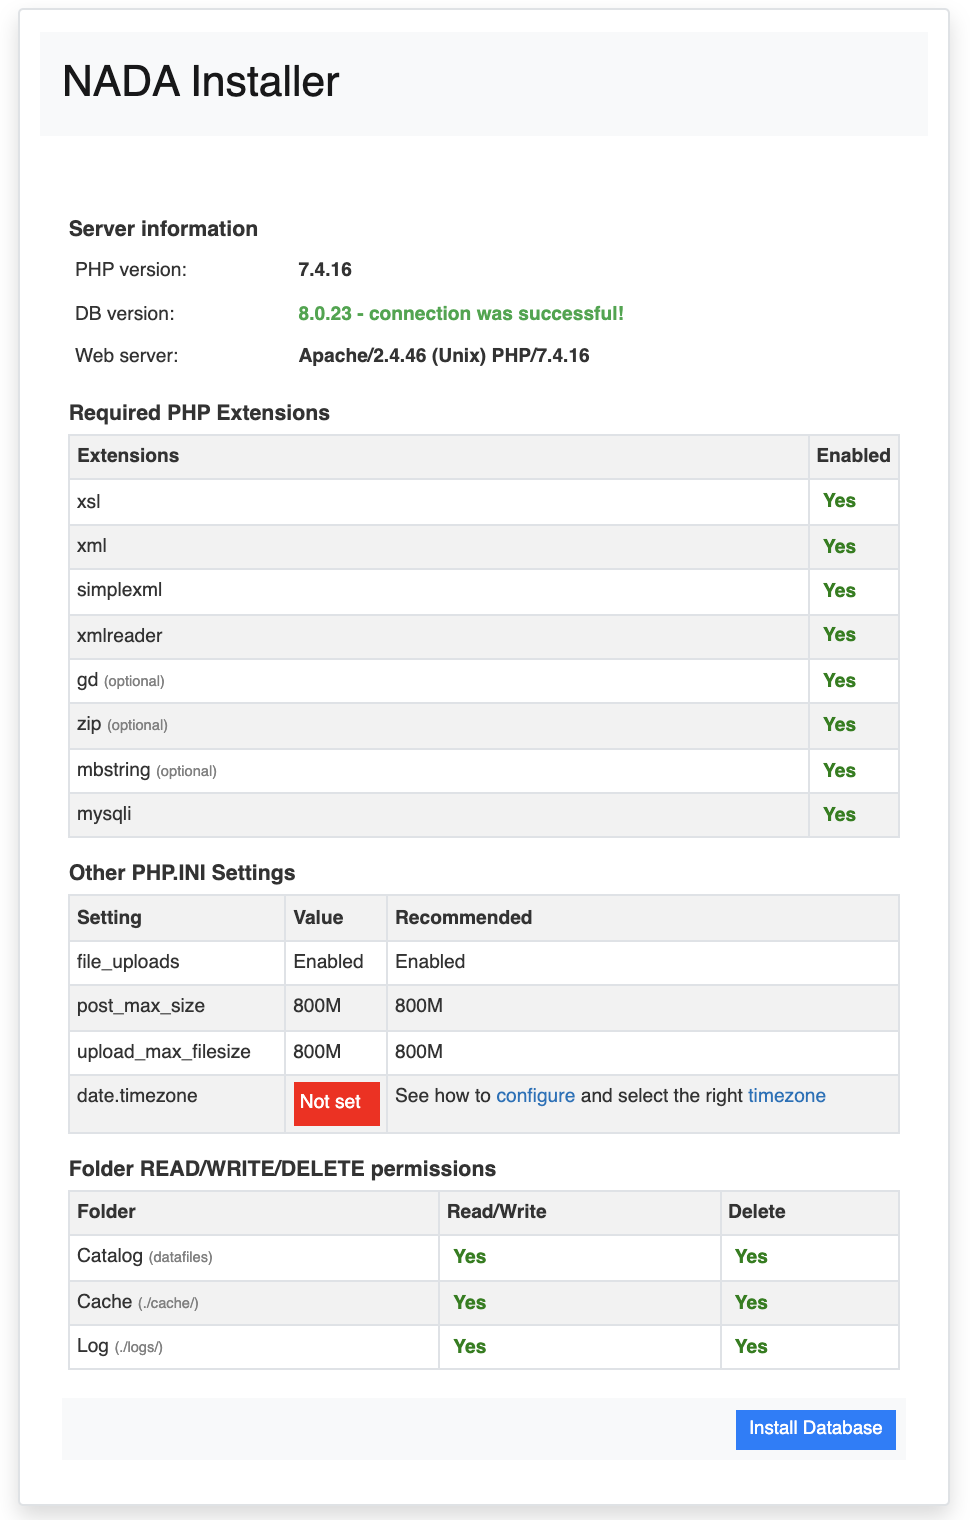 NADA Installer
Server information
PHP version: 7.4.16
DB version: 8.0.23 - connection was successful!
Web server: Apache/2.4.46 (Unix) PHP/7.4.16
Required PHP Extensions
Extensions Enabled
xsl Yes
xml Yes
simplexml Yes
xmlreader Yes
gd (optional) Yes
zip (optional) Yes
mbstring (optional) Yes
mysqli Yes
Other PHP.INI Settings
Setting Value Recommended
file_uploads Enabled Enabled
post_max_size 800M 800M
upload_max_filesize 800M 800M
date.timezone Not set See how to configure and select the right timezone
Folder READ/WRITE/DELETE permissions
Folder Read/Write Delete
Catalog (datafiles) Yes Yes
Cache (./cache/) Yes Yes
Log (./logs/) Yes Yes
Install Database